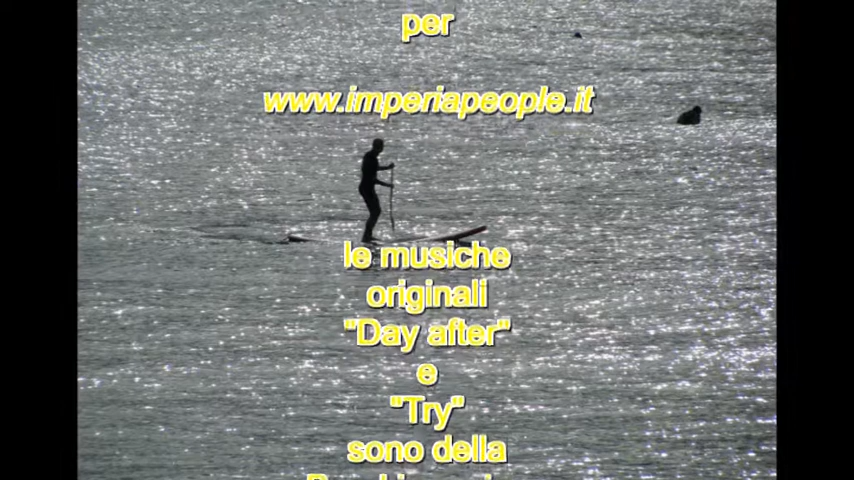 per
www.imperiapeople.it
le musiche
originali
"Day after"
e
"Try"
sono della